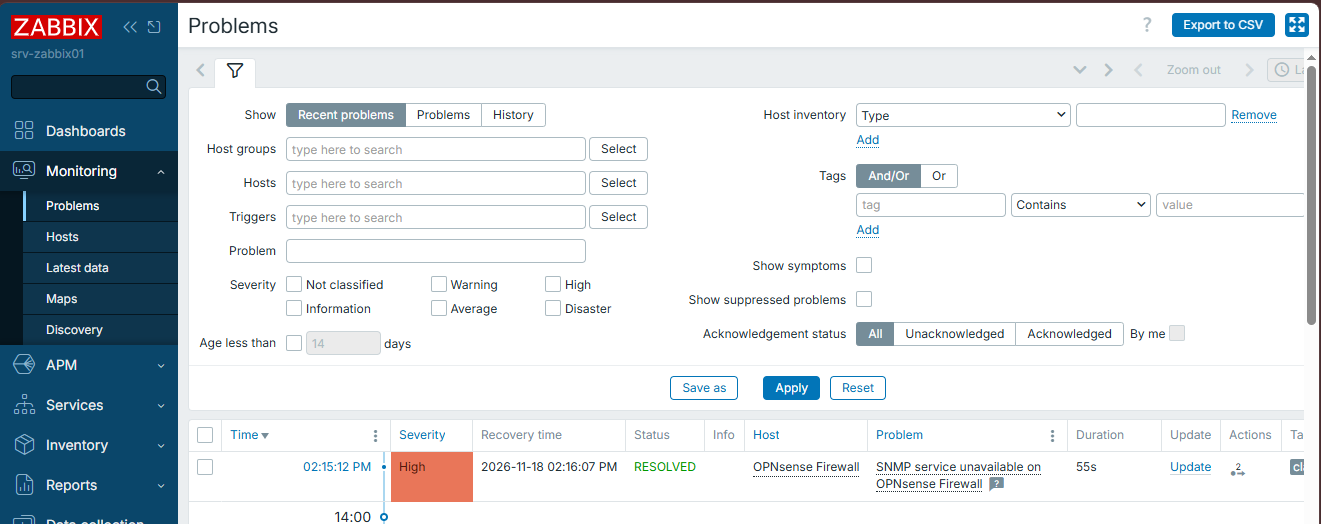 ZABBIX
srv-zabbix01
Dashboards
Monitoring
Problems
Hosts
Latest data
Maps
Discovery
APM
Services
Inventory
Reports
Data collection
Problems
?
Export to CSV
Zoom out
La
Show
Recent problems
Problems
History
Host groups
type here to search
Select
Hosts
type here to search
Select
Triggers
type here to search
Select
Problem
Severity
Not classified
Warning
High
Information
Average
Disaster
Age less than
14
days
Host inventory
Type
Remove
Add
Tags
And/Or
Or
tag
Contains
value
Add
Show symptoms
Show suppressed problems
Acknowledgement status
All
Unacknowledged
Acknowledged
By me
Save as
Apply
Reset
Time
Severity
Recovery time
Status
Info
Host
Problem
Duration
Update
Actions
Ta
02:15:12 PM
High
2026-11-18 02:16:07 PM
RESOLVED
OPNsense Firewall
SNMP service unavailable on
OPNsense Firewall
?
55s
Update
2
cla
14:00